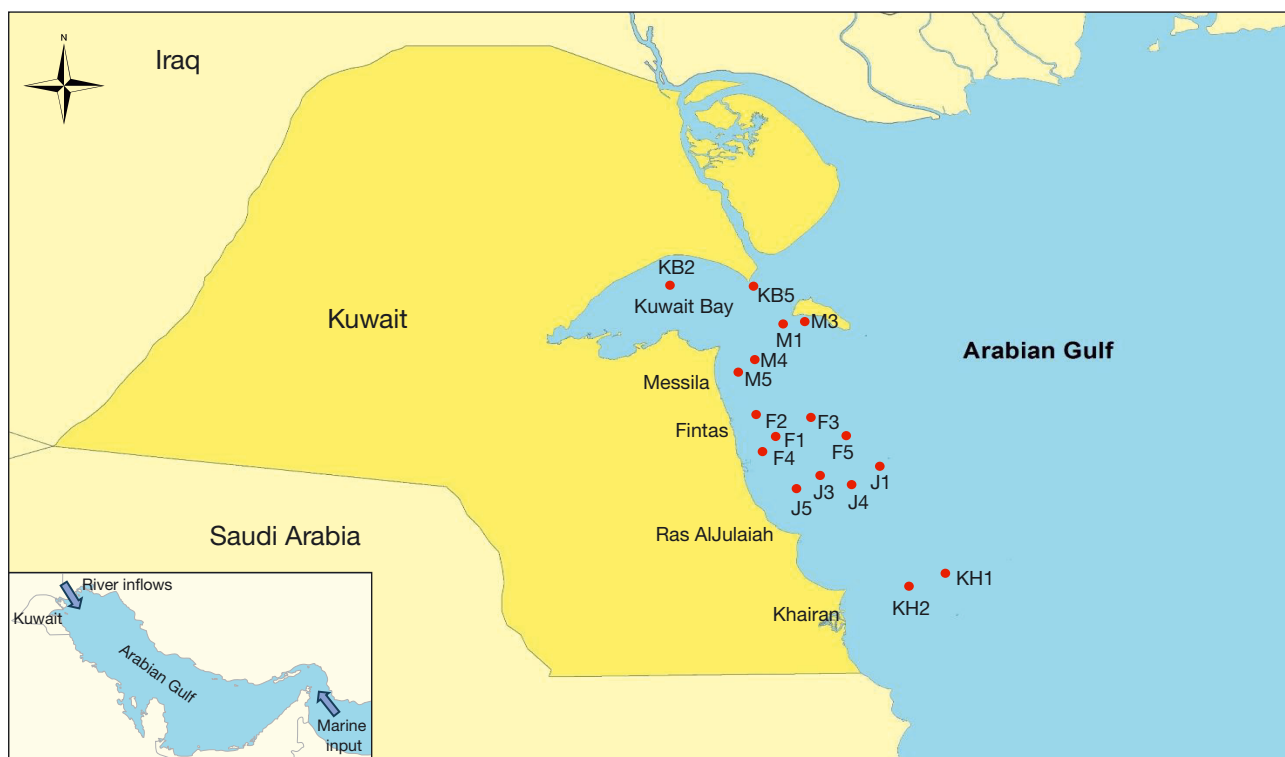 N
Iraq
KB2
Kuwait Bay
KB5
Kuwait
M3
M1
Arabian Gulf
M4
Messila
M5
F2
F3
Fintas
F1
F5
F4
J1
J3
J4
J5
Saudi Arabia
Ras AlJulaiah
KH1
KH2
Khairan
River inflows
Kuwait
Arabian Gulf
Marine
input